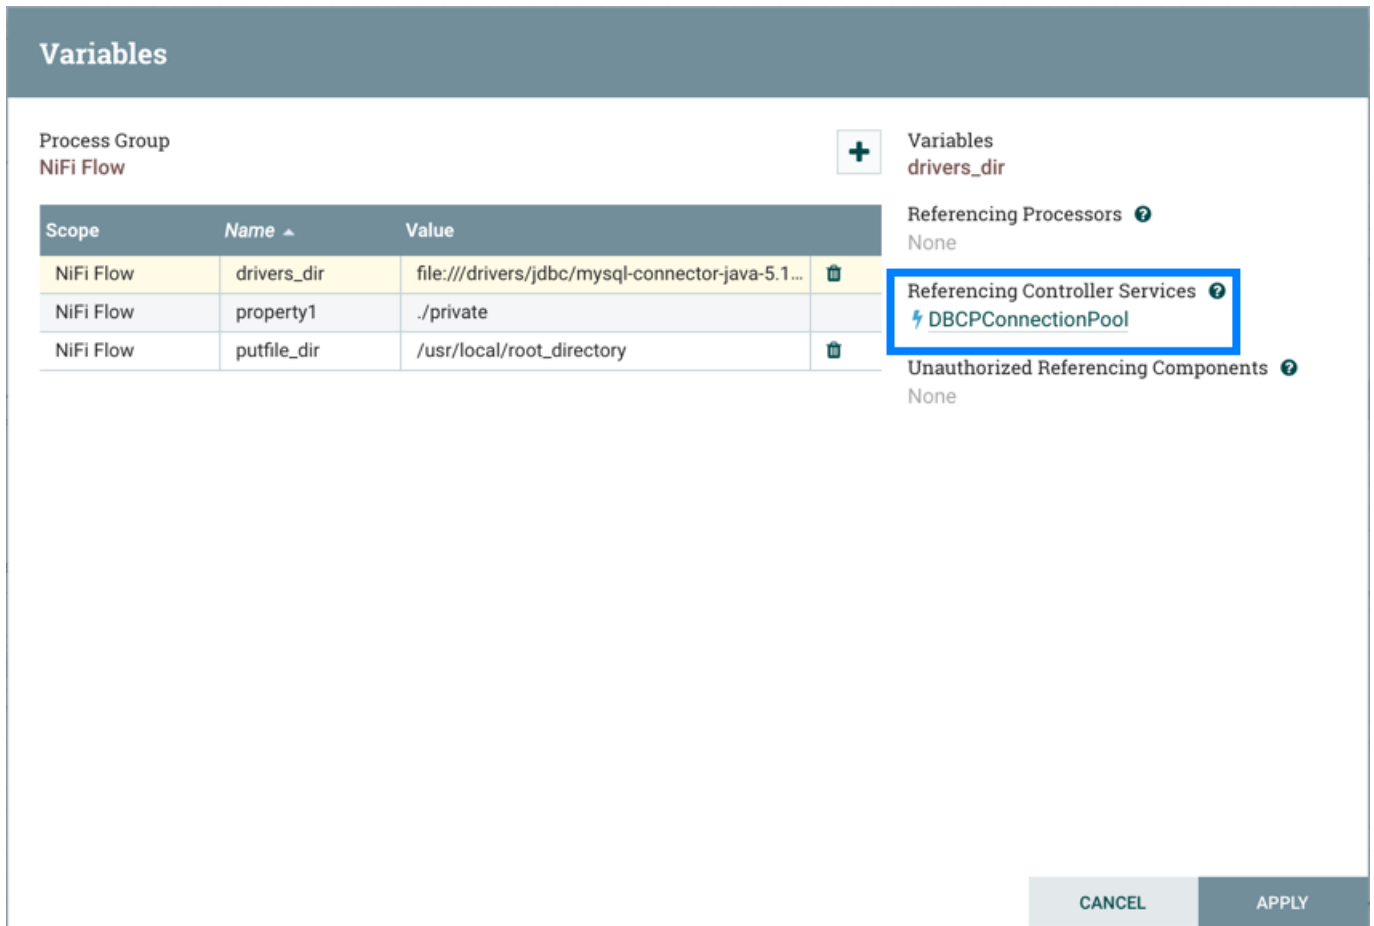 Variables
Process Group
NiFi Flow
Scope Name Value
NiFi Flow drivers_dir file:///drivers/jdbc/mysql-connector-java-5.1...
NiFi Flow property1 ./private
NiFi Flow putfile_dir /usr/local/root_directory
Variables
drivers_dir
Referencing Processors ?
None
Referencing Controller Services ?
DBCPConnectionPool
Unauthorized Referencing Components ?
None
CANCEL APPLY